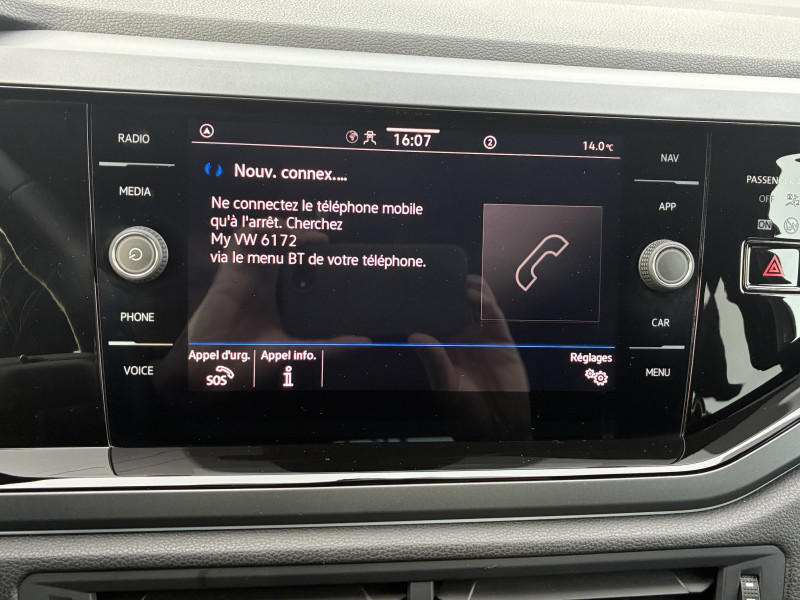 RADIO
MEDIA
PHONE
VOICE
16:07
2
14.0°C
Nouv. connex....
Ne connectez le téléphone mobile
qu'à l'arrêt. Cherchez
My VW 6172
via le menu BT de votre téléphone.
Appel d'urg.
Appel info.
Réglages
SOS
i
NAV
APP
CAR
MENU
ON